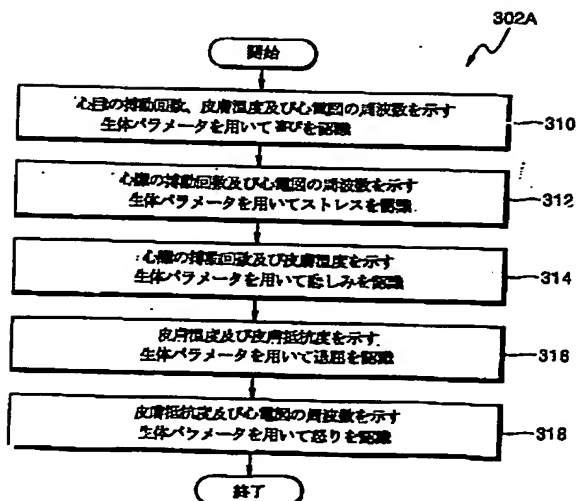 302A
開始
心臓の搏動回数、皮膚温度及び心電図の周波数を示す
生体パラメータを用いて喜びを認識
310
心臓の搏動回数及び心電図の周波数を示す
生体パラメータを用いてストレスを認識
312
心臓の搏動回数及び皮膚温度を示す
生体パラメータを用いて悲しみを認識
314
皮膚温度及び皮膚抵抗度を示す
生体パラメータを用いて退屈を認識
316
皮膚抵抗度及び心電図の周波数を示す
生体パラメータを用いて怒りを認識
318
終了